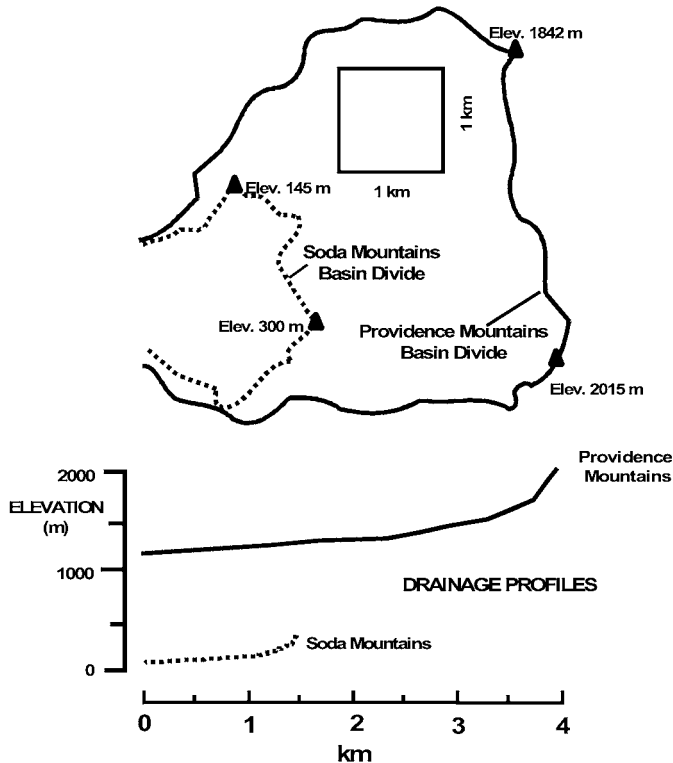 Elev. 1842 m
1 km
1 km
Elev. 145 m
Soda Mountains
Basin Divide
Elev. 300 m
Providence Mountains
Basin Divide
Elev. 2015 m
Providence
Mountains
2000
ELEVATION
(m)
1000
DRAINAGE PROFILES
Soda Mountains
0
0
1
2
3
4
km